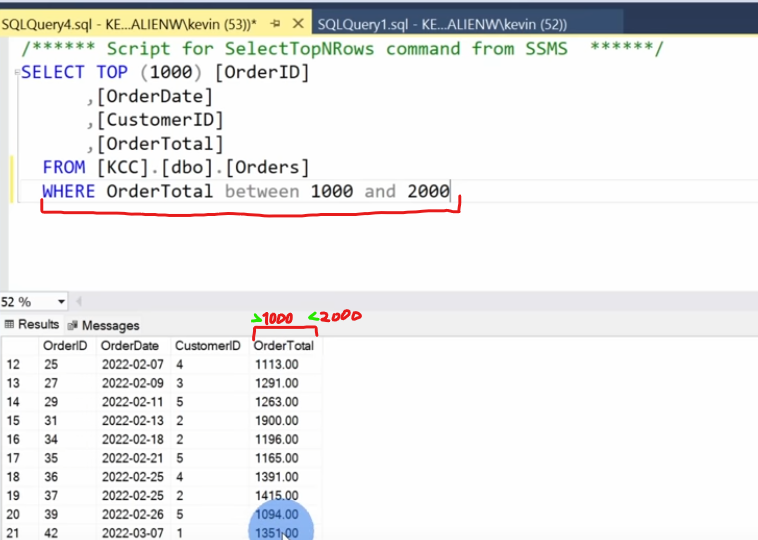 SQLQuery4.sql - KE...ALIENW\kevin (53))* SQLQuery1.sql - KE...ALIENW\kevin (52))
/****** Script for SelectTopNRows command from SSMS ******/
SELECT TOP (1000) [OrderID]
,[OrderDate]
,[CustomerID]
,[OrderTotal]
FROM [KCC].[dbo].[Orders]
WHERE OrderTotal between 1000 and 2000
52 %
>1000 <2000
Results Messages
OrderID OrderDate CustomerID OrderTotal
12 25 2022-02-07 4 1113.00
13 27 2022-02-09 3 1291.00
14 29 2022-02-11 5 1263.00
15 31 2022-02-13 2 1900.00
16 34 2022-02-18 2 1196.00
17 35 2022-02-21 5 1165.00
18 36 2022-02-25 4 1391.00
19 37 2022-02-25 2 1415.00
20 39 2022-02-26 5 1094.00
21 42 2022-03-07 1 1351.00